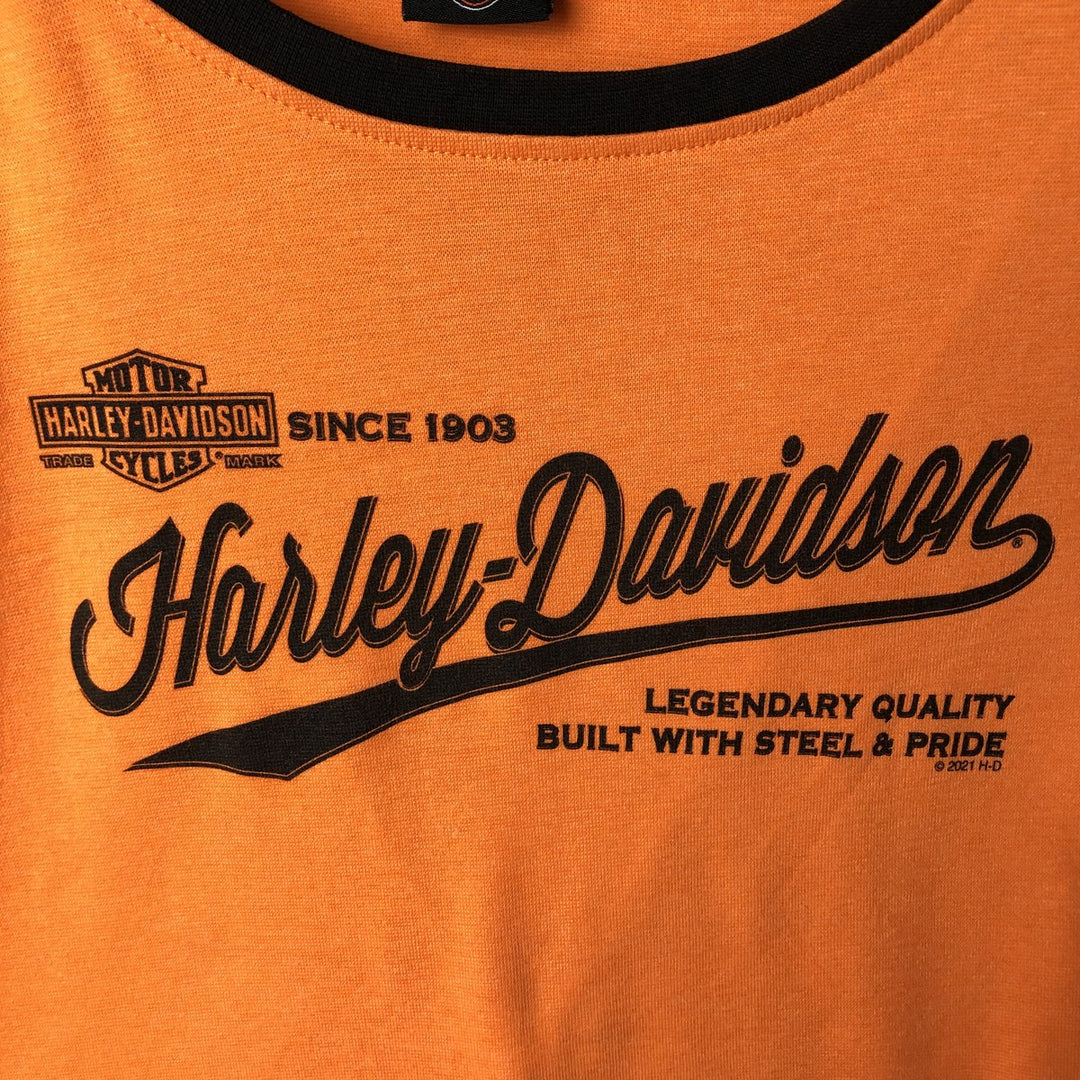 MOTOR
HARLEY-DAVIDSON
TRADE CYCLES ® MARK
SINCE 1903
Harley-Davidson®
LEGENDARY QUALITY
BUILT WITH STEEL & PRIDE
© 2021 H-D